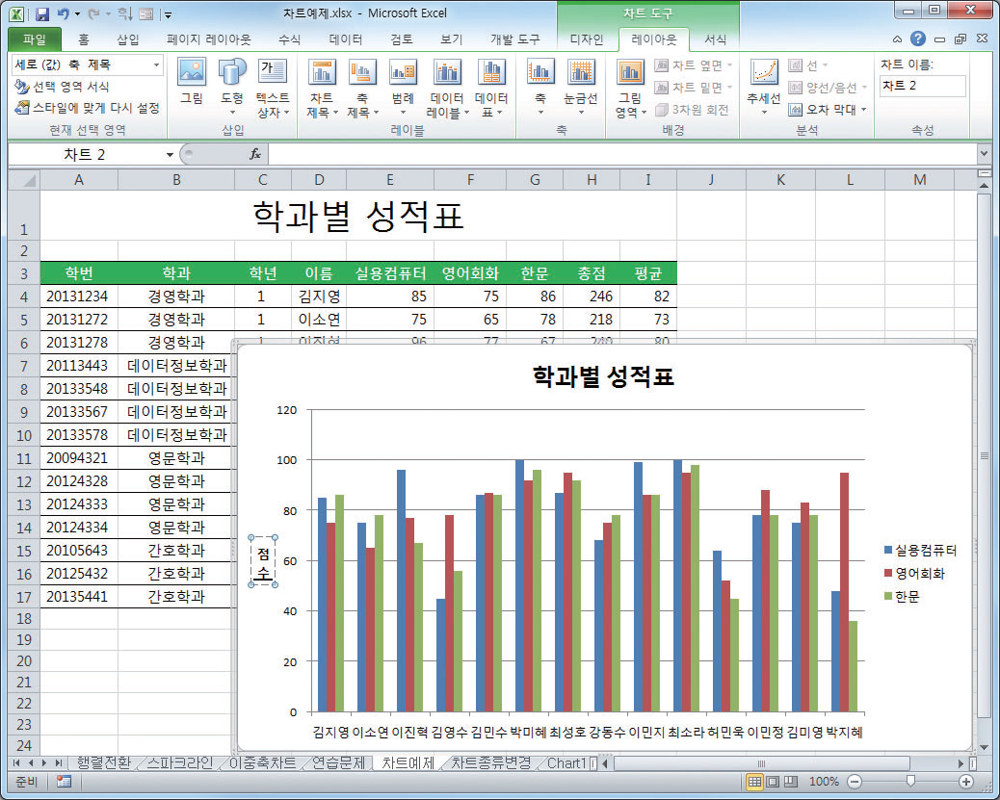 차트예제.xlsx - Microsoft Excel
차트 도구
파일 홈 삽입 페이지 레이아웃 수식 데이터 검토 보기 개발 도구 디자인 레이아웃 서식
세로 (값) 축 제목
선택 영역 서식
스타일에 맞게 다시 설정
현재 선택 영역
그림 도형 텍스트 상자
삽입
차트 제목 축 제목 범례 데이터 레이블 데이터 표
레이블
축 눈금선
축
그림 영역 차트 옆면 차트 밑면 3차원 회전
배경
추세선 선 양선/음선 오차 막대
분석
차트 이름:
차트 2
속성
차트 2 fx
A B C D E F G H I J K L M
1 학과별 성적표
2
3 학번 학과 학년 이름 실용컴퓨터 영어회화 한문 총점 평균
4 20131234 경영학과 1 김지영 85 75 86 246 82
5 20131272 경영학과 1 이소연 75 65 78 218 73
6 20131278 경영학과 1 이진혁 96 77 67 240 80
7 20113443 데이터정보학과
8 20133548 데이터정보학과
9 20133567 데이터정보학과
10 20133578 데이터정보학과
11 20094321 영문학과
12 20124328 영문학과
13 20124333 영문학과
14 20124334 영문학과
15 20105643 간호학과
16 20125432 간호학과
17 20135441 간호학과
18
19
20
21
22
23
24
학과별 성적표
120
100
80
60
40
20
0
점수
실용컴퓨터
영어회화
한문
김지영 이소연 이진혁 김영수 김민수 박미혜 최성호 강동수 이민지 최소라 허민욱 이민정 김미영 박지혜
행렬전환 스파크라인 이중축차트 연습문제 차트예제 차트종류변경 Chart1
준비 100%